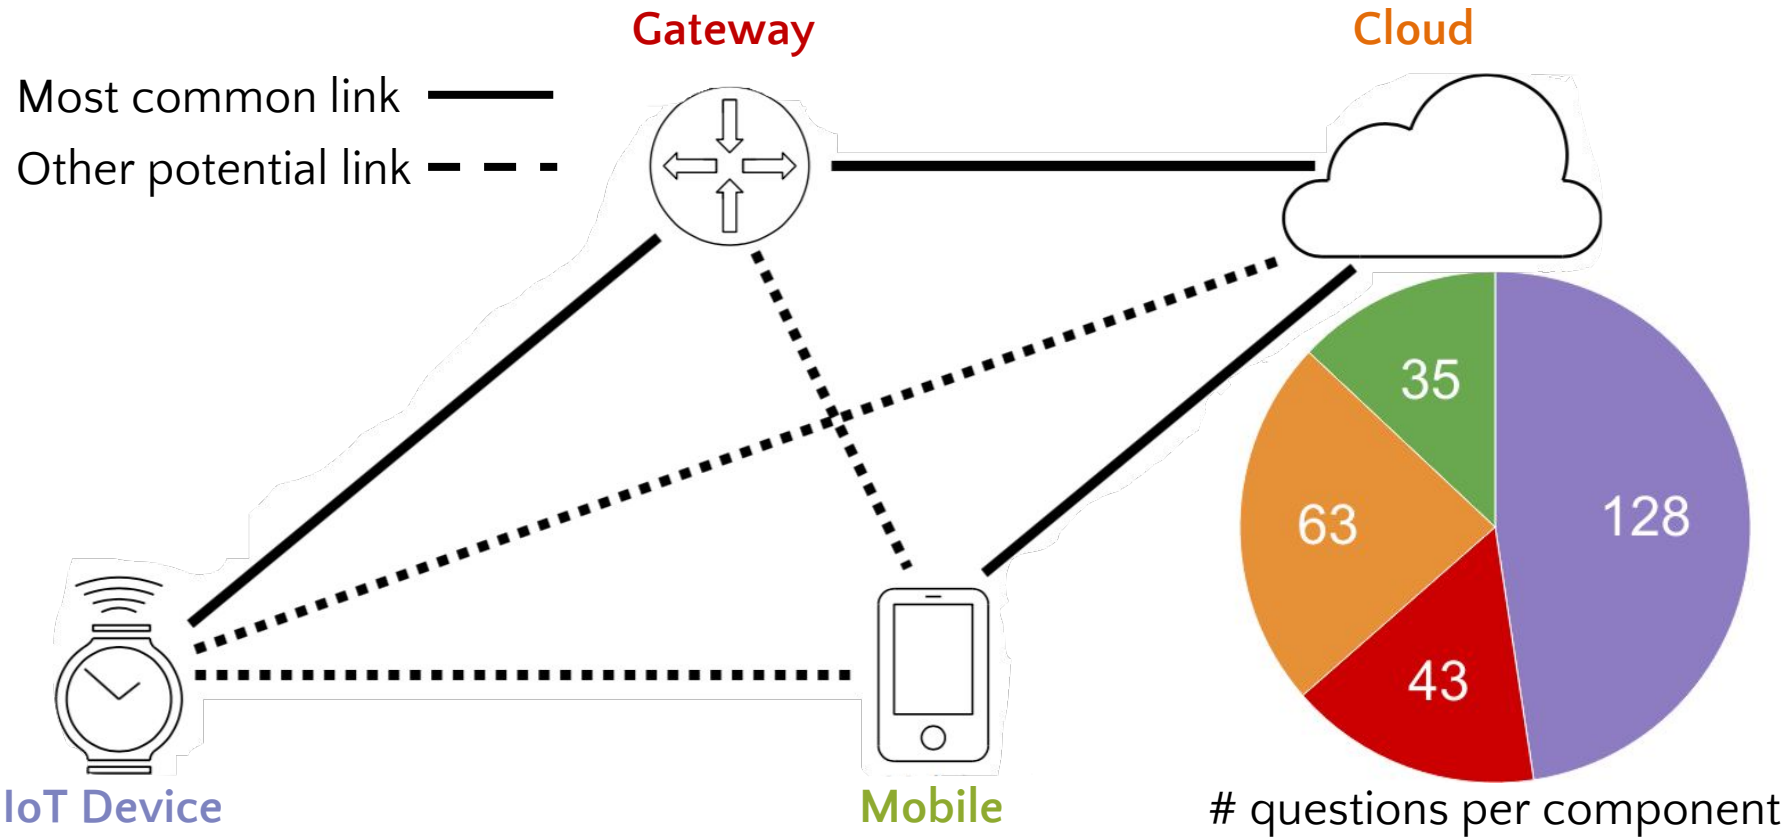 Gateway
Cloud
Most common link
Other potential link
35
63
128
43
IoT Device
Mobile
# questions per component